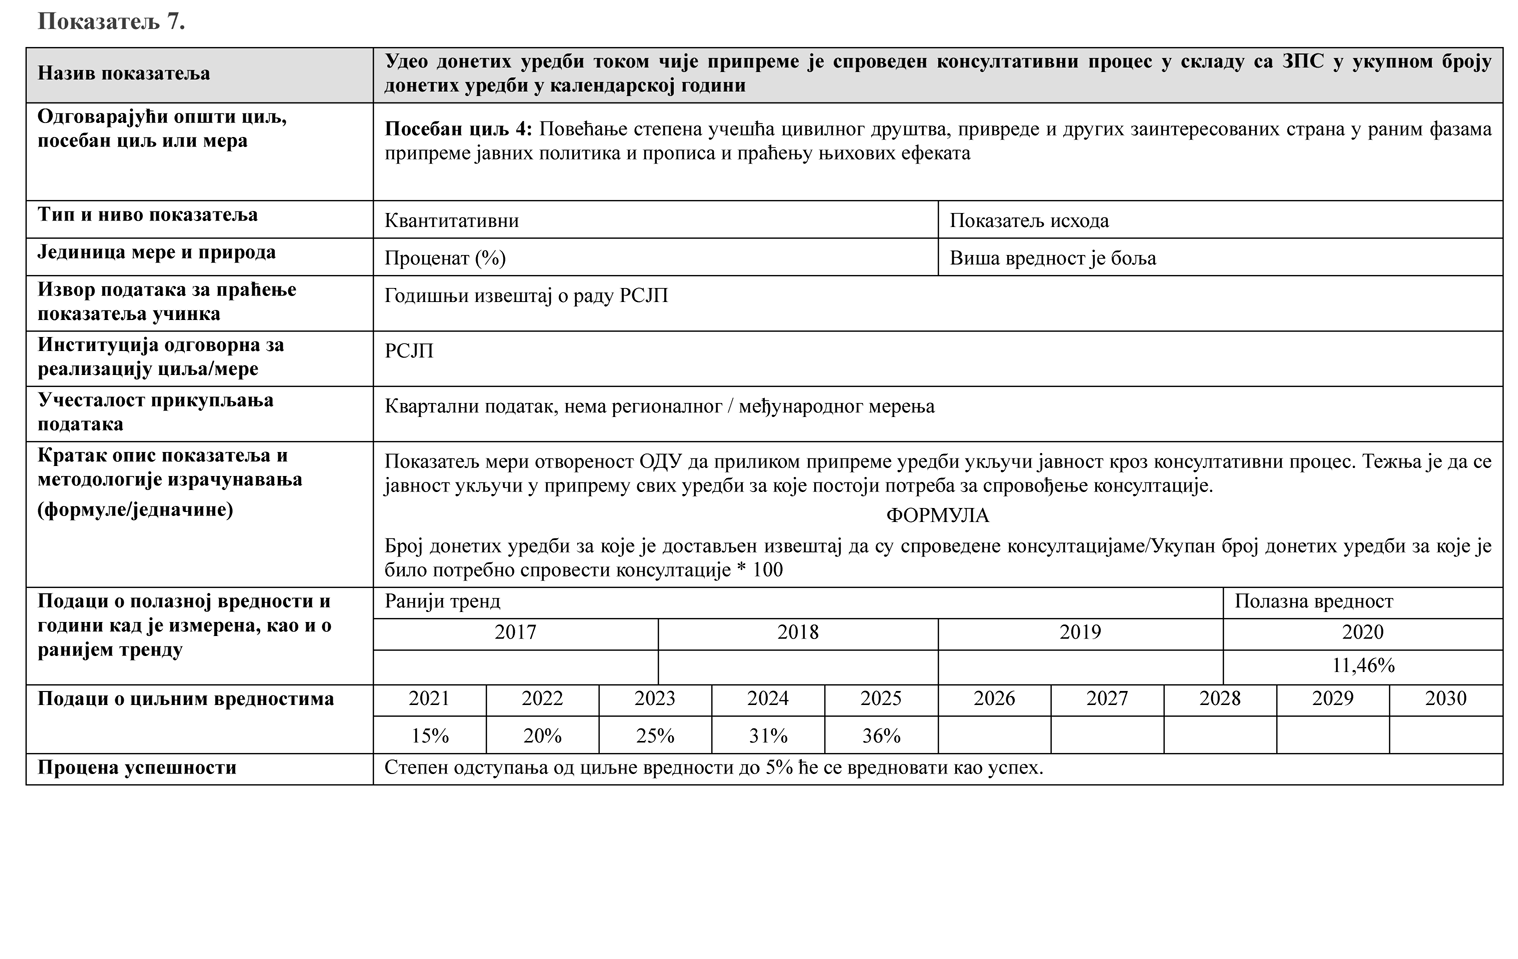 Показатељ 7.
Назив показатеља
Удео донетих уредби током чије припреме је спроведен консултативни процес у складу са ЗПС у укупном броју
донетих уредби у календарској години
Одговарајући општи циљ,
посебан циљ или мера
Посебан циљ 4: Повећање степена учешћа цивилног друштва, привреде и других заинтересованих страна у раним фазама
припреме јавних политика и прописа и праћењу њихових ефеката
Тип и ниво показатеља
Квантитативни
Показатељ исхода
Јединица мере и природа
Проценат (%)
Виша вредност је боља
Извор података за праћење
показатеља учинка
Годишњи извештај о раду РСЈП
Институција одговорна за
реализацију циља/мере
РСЈП
Учесталост прикупљања
података
Квартални податак, нема регионалног / међународног мерења
Кратак опис показатеља и
методологије израчунавања
(формуле/једначине)
Показатељ мери отвореност ОДУ да приликом припреме уредби укључи јавност кроз консултативни процес. Тежња је да се
јавност укључи у припрему свих уредби за које постоји потреба за спровођење консултације.
ФОРМУЛА
Број донетих уредби за које је достављен извештај да су спроведене консултацијаме/Укупан број донетих уредби за које је
било потребно спровести консултације * 100
Подаци о полазној вредности и
години кад је измерена, као и о
ранијем тренду
Ранији тренд
Полазна вредност
2017
2018
2019
2020
11,46%
Подаци о циљним вредностима
2021
2022
2023
2024
2025
2026
2027
2028
2029
2030
15%
20%
25%
31%
36%
Процена успешности
Степен одступања од циљне вредности до 5% ће се вредновати као успех.